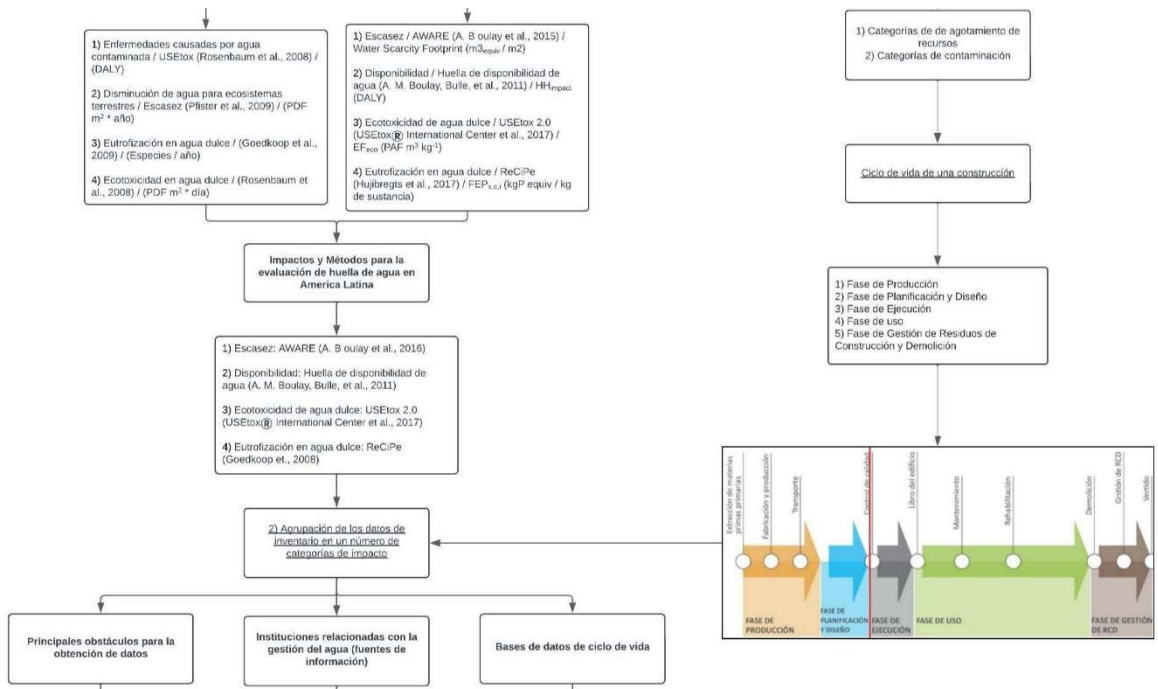 1) Enfermedades causadas por agua
contaminada / USEtox (Rosenbaum et al., 2008) /
(DALY)
2) Disminución de agua para ecosistemas
terrestres / Escasez (Pfister et al., 2009) / (PDF
m² * año)
3) Eutrofización en agua dulce / (Goedkoop et al.,
2009) / (Especies / año)
4) Ecotoxicidad en agua dulce / (Rosenbaum et
al., 2008) / (PDF m² * día)
1) Escasez / AWARE (A. B oulay et al., 2015) /
Water Scarcity Footprint (m3equiv / m2)
2) Disponibilidad / Huella de disponibilidad de
agua (A. M. Boulay, Bulle, et al., 2011) / HHimpact
(DALY)
3) Ecotoxicidad de agua dulce / USEtox 2.0
(USEtox® International Center et al., 2017) /
EFeco (PAF m³ kg⁻¹)
4) Eutrofización en agua dulce / ReCiPe
(Hujibregts et al., 2017) / FEPx,c,i (kgP equiv / kg
de sustancia)
Impactos y Métodos para la
evaluación de huella de agua en
America Latina
1) Escasez: AWARE (A. B oulay et al., 2016)
2) Disponibilidad: Huella de disponibilidad de
agua (A. M. Boulay, Bulle, et al., 2011)
3) Ecotoxicidad de agua dulce: USEtox 2.0
(USEtox® International Center et al., 2017)
4) Eutrofización en agua dulce: ReCiPe
(Goedkoop et., 2008)
2) Agrupación de los datos de
inventario en un número de
categorías de impacto
Principales obstáculos para la
obtención de datos
Instituciones relacionadas con la
gestión del agua (fuentes de
información)
Bases de datos de ciclo de vida
1) Categorías de de agotamiento de
recursos
2) Categorías de contaminación
Ciclo de vida de una construcción
1) Fase de Producción
2) Fase de Planificación y Diseño
3) Fase de Ejecución
4) Fase de uso
5) Fase de Gestión de Residuos de
Construcción y Demolición
Extracción de materias
primas primarias
Fabricación y producción
Transporte
Control de calidad
Libro del edificio
Mantenimiento
Rehabilitación
Demolición
Gestión de RCD
Vertido
FASE DE
PRODUCCIÓN
FASE DE
PLANIFICACIÓN
Y DISEÑO
FASE DE
EJECUCIÓN
FASE DE USO
FASE DE GESTIÓN
DE RCD